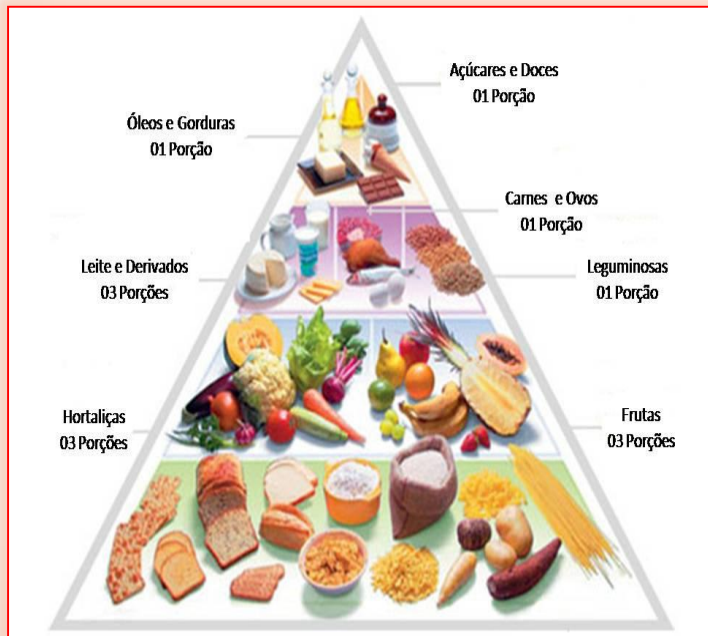 Açúcares e Doces
01 Porção
Óleos e Gorduras
01 Porção
Carnes e Ovos
01 Porção
Leite e Derivados
03 Porções
Leguminosas
01 Porção
Hortaliças
03 Porções
Frutas
03 Porções